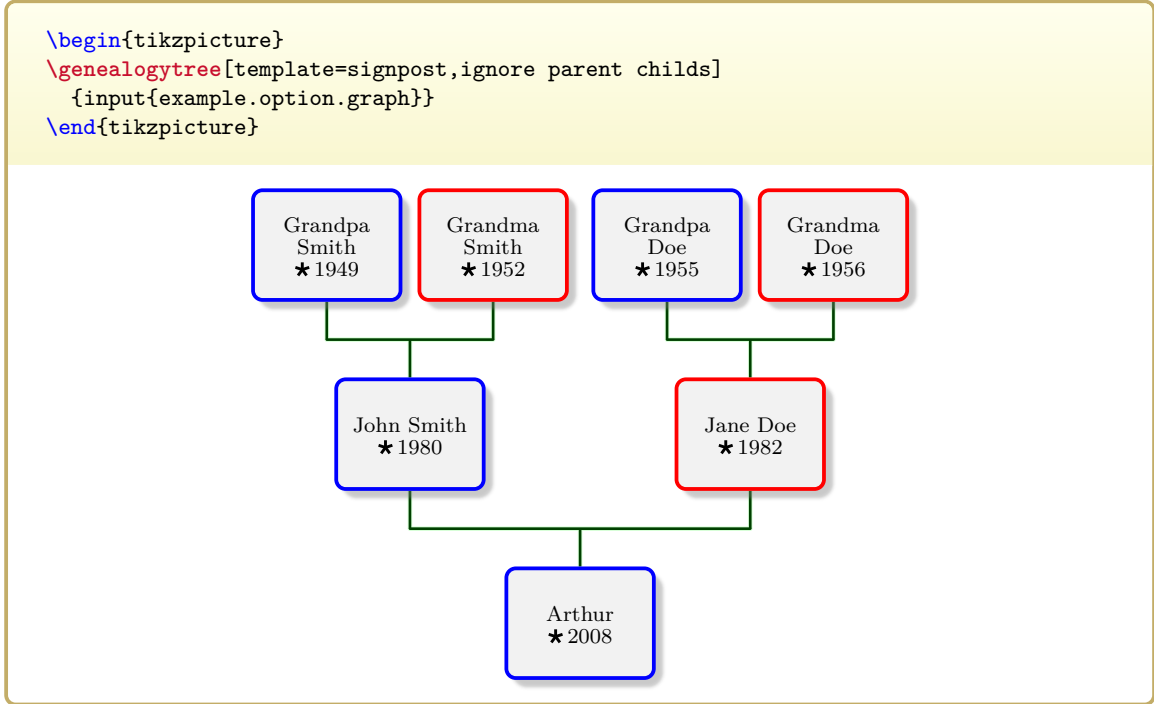 \begin{tikzpicture}
\genealogytree[template=signpost,ignore parent childs]
  {input{example.option.graph}}
\end{tikzpicture}
Grandpa
Smith
★1949
Grandma
Smith
★1952
Grandpa
Doe
★1955
Grandma
Doe
★1956
John Smith
★1980
Jane Doe
★1982
Arthur
★2008